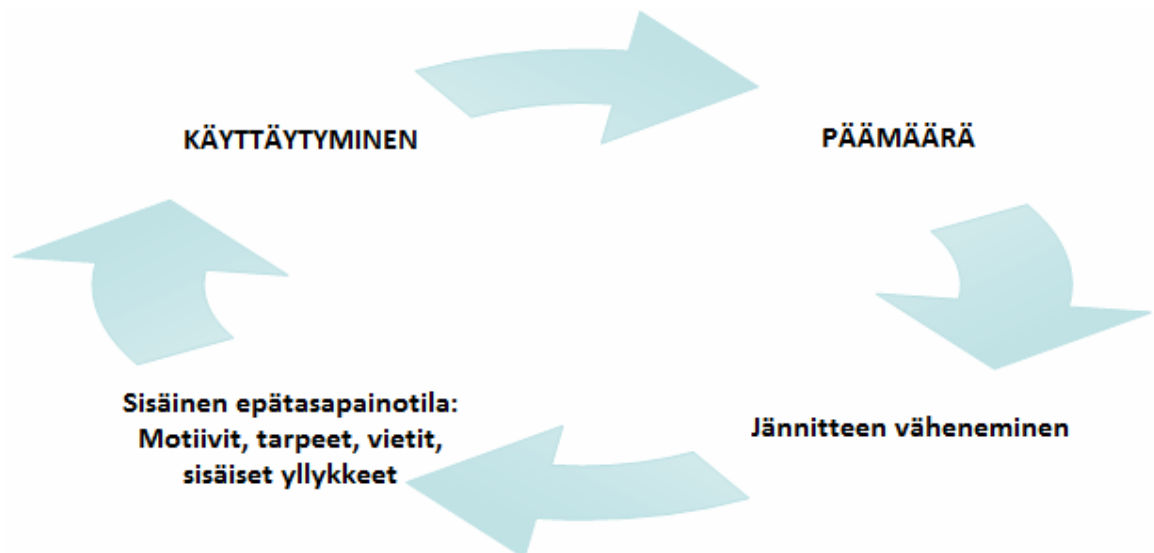 KÄYTTÄYTYMINEN
PÄÄMÄÄRÄ
Sisäinen epätasapainotila:
Motiivit, tarpeet, vietit,
sisäiset yllykkeet
Jännitteen väheneminen